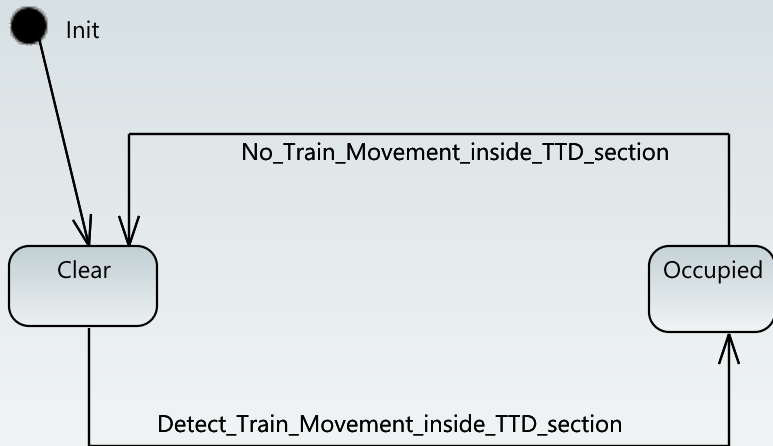 Init
No_Train_Movement_inside_TTD_section
Clear
Occupied
Detect_Train_Movement_inside_TTD_section